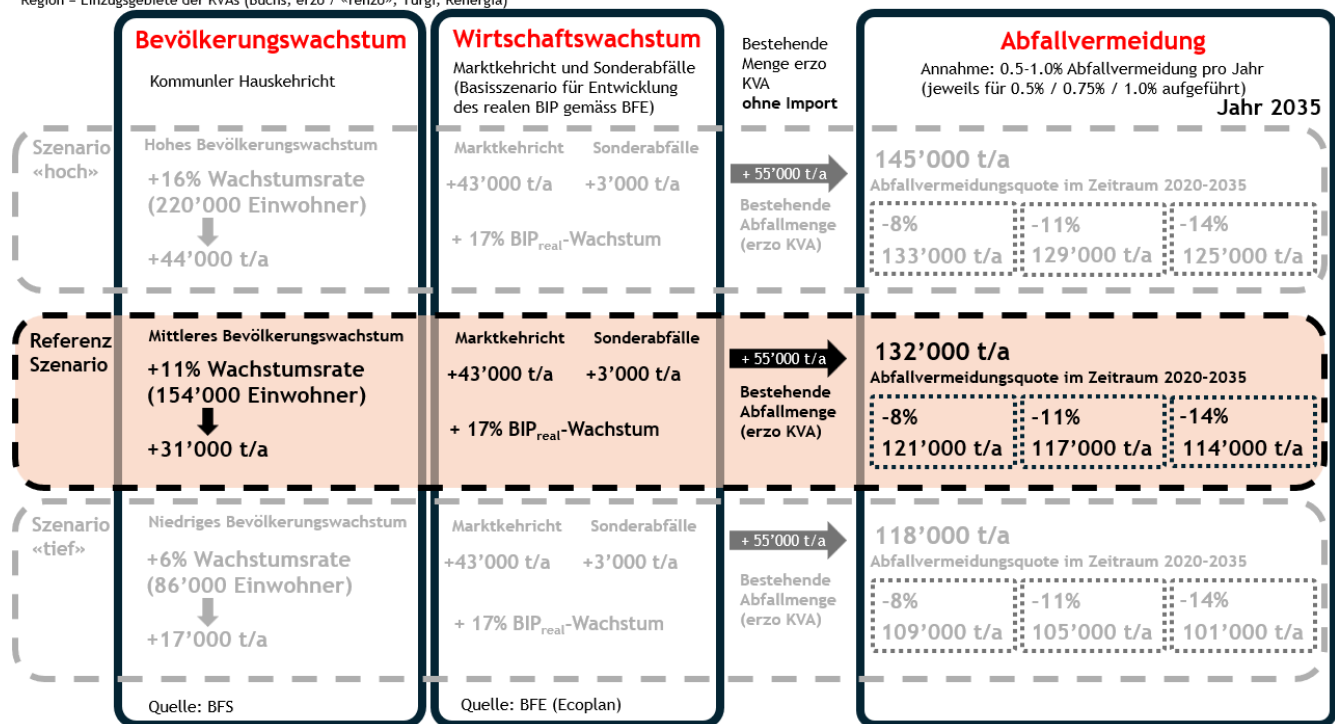 Region = Einzugsgebiete der KVAs (Buchs, erzo / «renzo», Turgi, Renergia)
Bevölkerungswachstum
Kommunler Hauskehricht
Wirtschaftswachstum
Marktkehricht und Sonderabfälle
(Basisszenario für Entwicklung
des realen BIP gemäss BFE)
Bestehende
Menge erzo
KVA
ohne Import
Abfallvermeidung
Annahme: 0.5-1.0% Abfallvermeidung pro Jahr
(jeweils für 0.5% / 0.75% / 1.0% aufgeführt)
Jahr 2035
Szenario
«hoch»
Hohes Bevölkerungswachstum
+16% Wachstumsrate
(220’000 Einwohner)
+44’000 t/a
Marktkehricht Sonderabfälle
+43’000 t/a +3’000 t/a
+ 17% BIPreal-Wachstum
+ 55’000 t/a
Bestehende
Abfallmenge
(erzo KVA)
145’000 t/a
Abfallvermeidungsquote im Zeitraum 2020-2035
-8% -11% -14%
133’000 t/a 129’000 t/a 125’000 t/a
Referenz
Szenario
Mittleres Bevölkerungswachstum
+11% Wachstumsrate
(154’000 Einwohner)
+31’000 t/a
Marktkehricht Sonderabfälle
+43’000 t/a +3’000 t/a
+ 17% BIPreal-Wachstum
+ 55’000 t/a
Bestehende
Abfallmenge
(erzo KVA)
132’000 t/a
Abfallvermeidungsquote im Zeitraum 2020-2035
-8% -11% -14%
121’000 t/a 117’000 t/a 114’000 t/a
Szenario
«tief»
Niedriges Bevölkerungswachstum
+6% Wachstumsrate
(86’000 Einwohner)
+17’000 t/a
Marktkehricht Sonderabfälle
+43’000 t/a +3’000 t/a
+ 17% BIPreal-Wachstum
+ 55’000 t/a
Bestehende
Abfallmenge
(erzo KVA)
118’000 t/a
Abfallvermeidungsquote im Zeitraum 2020-2035
-8% -11% -14%
109’000 t/a 105’000 t/a 101’000 t/a
Quelle: BFS
Quelle: BFE (Ecoplan)